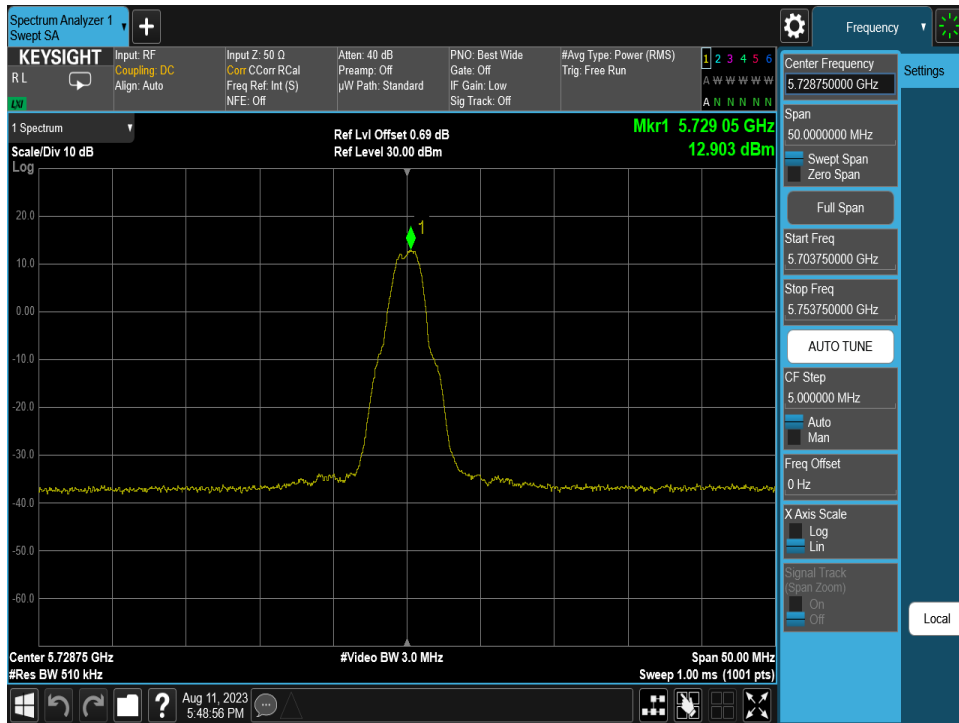 Spectrum Analyzer 1
Swept SA
Frequency
KEYSIGHT
R L
LXI
Input: RF
Coupling: DC
Align: Auto
Input Z: 50 Ω
Corr CCorr RCal
Freq Ref: Int (S)
NFE: Off
Atten: 40 dB
Preamp: Off
µW Path: Standard
PNO: Best Wide
Gate: Off
IF Gain: Low
Sig Track: Off
#Avg Type: Power (RMS)
Trig: Free Run
1 2 3 4 5 6
A W W W W W
A N N N N N
1 Spectrum
Scale/Div 10 dB
Ref Lvl Offset 0.69 dB
Ref Level 30.00 dBm
Mkr1 5.729 05 GHz
12.903 dBm
Log
20.0
10.0
0.00
-10.0
-20.0
-30.0
-40.0
-50.0
-60.0
1
Center 5.72875 GHz
#Res BW 510 kHz
#Video BW 3.0 MHz
Span 50.00 MHz
Sweep 1.00 ms (1001 pts)
Center Frequency
5.728750000 GHz
Span
50.0000000 MHz
Swept Span
Zero Span
Full Span
Start Freq
5.703750000 GHz
Stop Freq
5.753750000 GHz
AUTO TUNE
CF Step
5.000000 MHz
Auto
Man
Freq Offset
0 Hz
X Axis Scale
Log
Lin
Signal Track
(Span Zoom)
On
Off
Settings
Local
?
Aug 11, 2023
5:48:56 PM